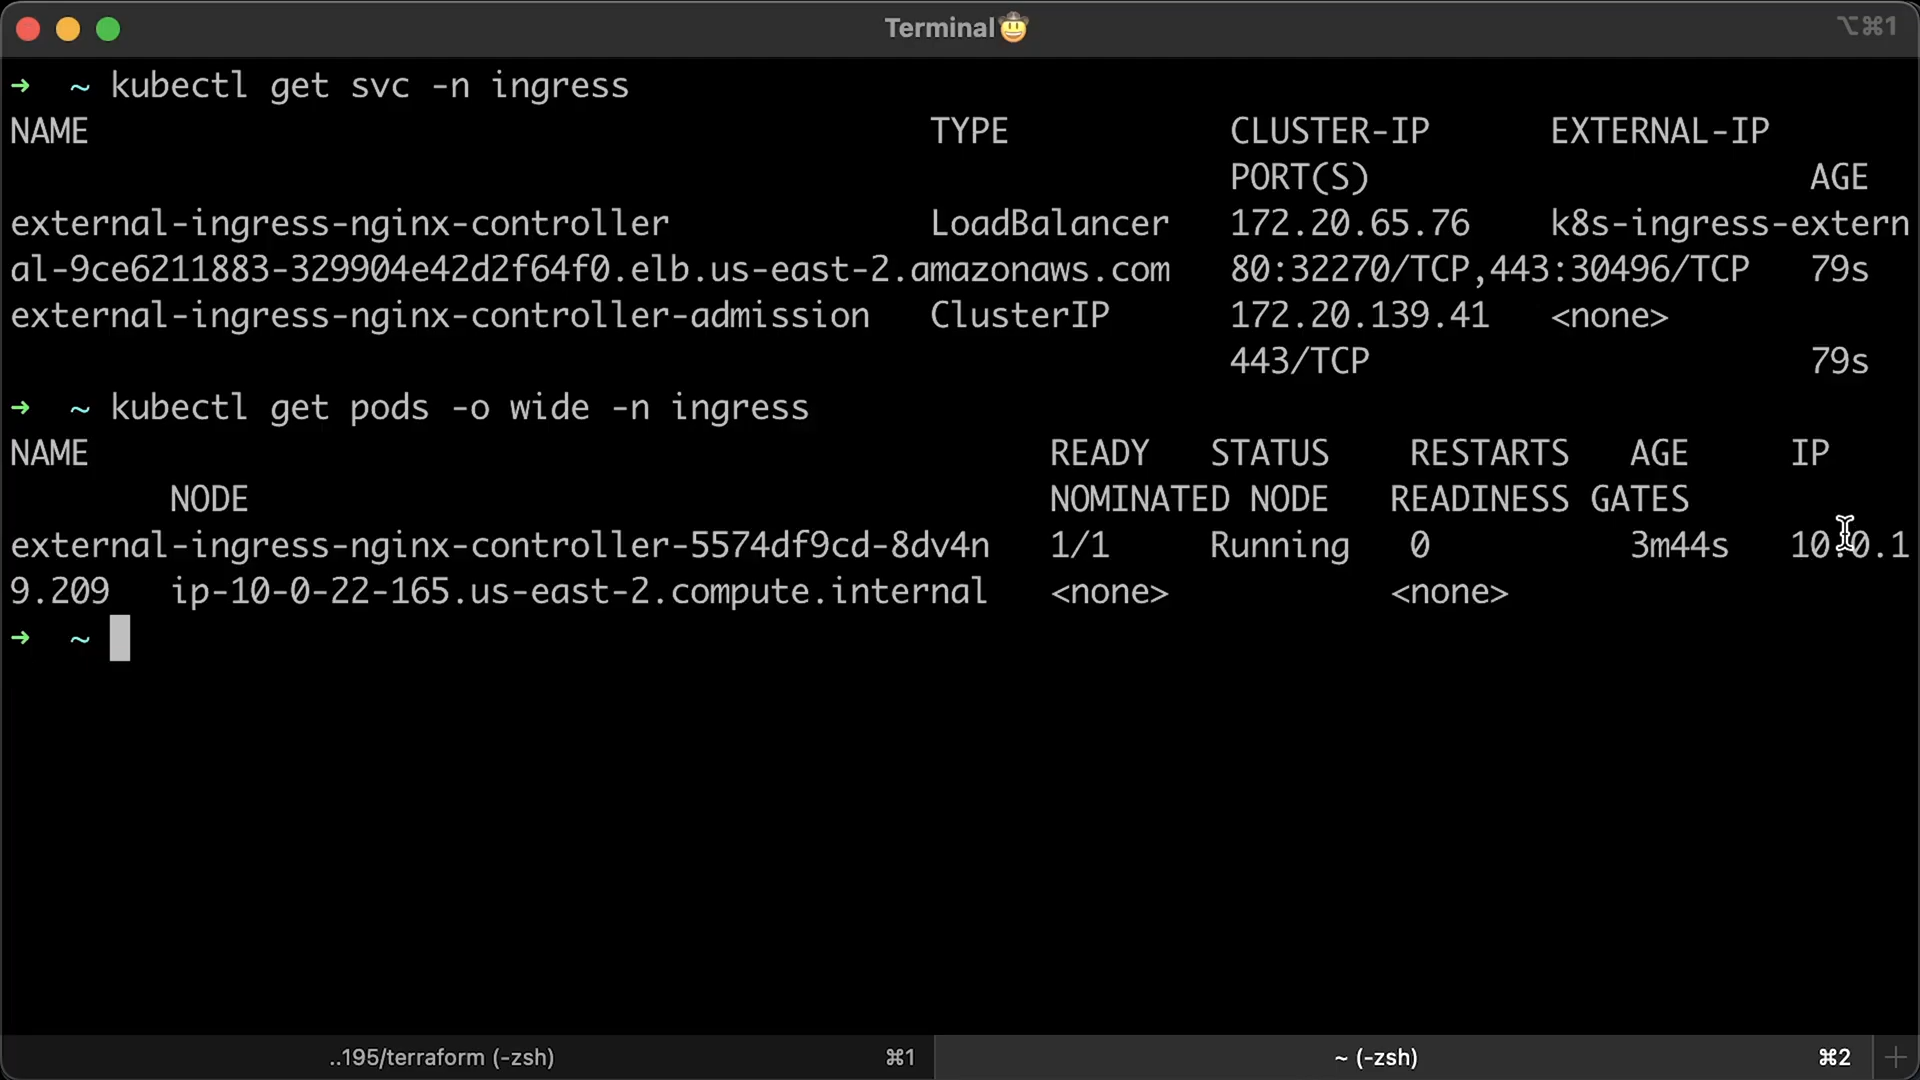 Terminal🤠
⌥⌘1
➜ ~ kubectl get svc -n ingress
NAME TYPE CLUSTER-IP EXTERNAL-IP
PORT(S) AGE
external-ingress-nginx-controller LoadBalancer 172.20.65.76 k8s-ingress-extern
al-9ce6211883-329904e42d2f64f0.elb.us-east-2.amazonaws.com 80:32270/TCP,443:30496/TCP 79s
external-ingress-nginx-controller-admission ClusterIP 172.20.139.41 <none>
443/TCP 79s
➜ ~ kubectl get pods -o wide -n ingress
NAME READY STATUS RESTARTS AGE IP
NODE NOMINATED NODE READINESS GATES
external-ingress-nginx-controller-5574df9cd-8dv4n 1/1 Running 0 3m44s 10.0.1
9.209 ip-10-0-22-165.us-east-2.compute.internal <none> <none>
➜ ~
..195/terraform (-zsh) ⌘1
~ (-zsh) ⌘2 +